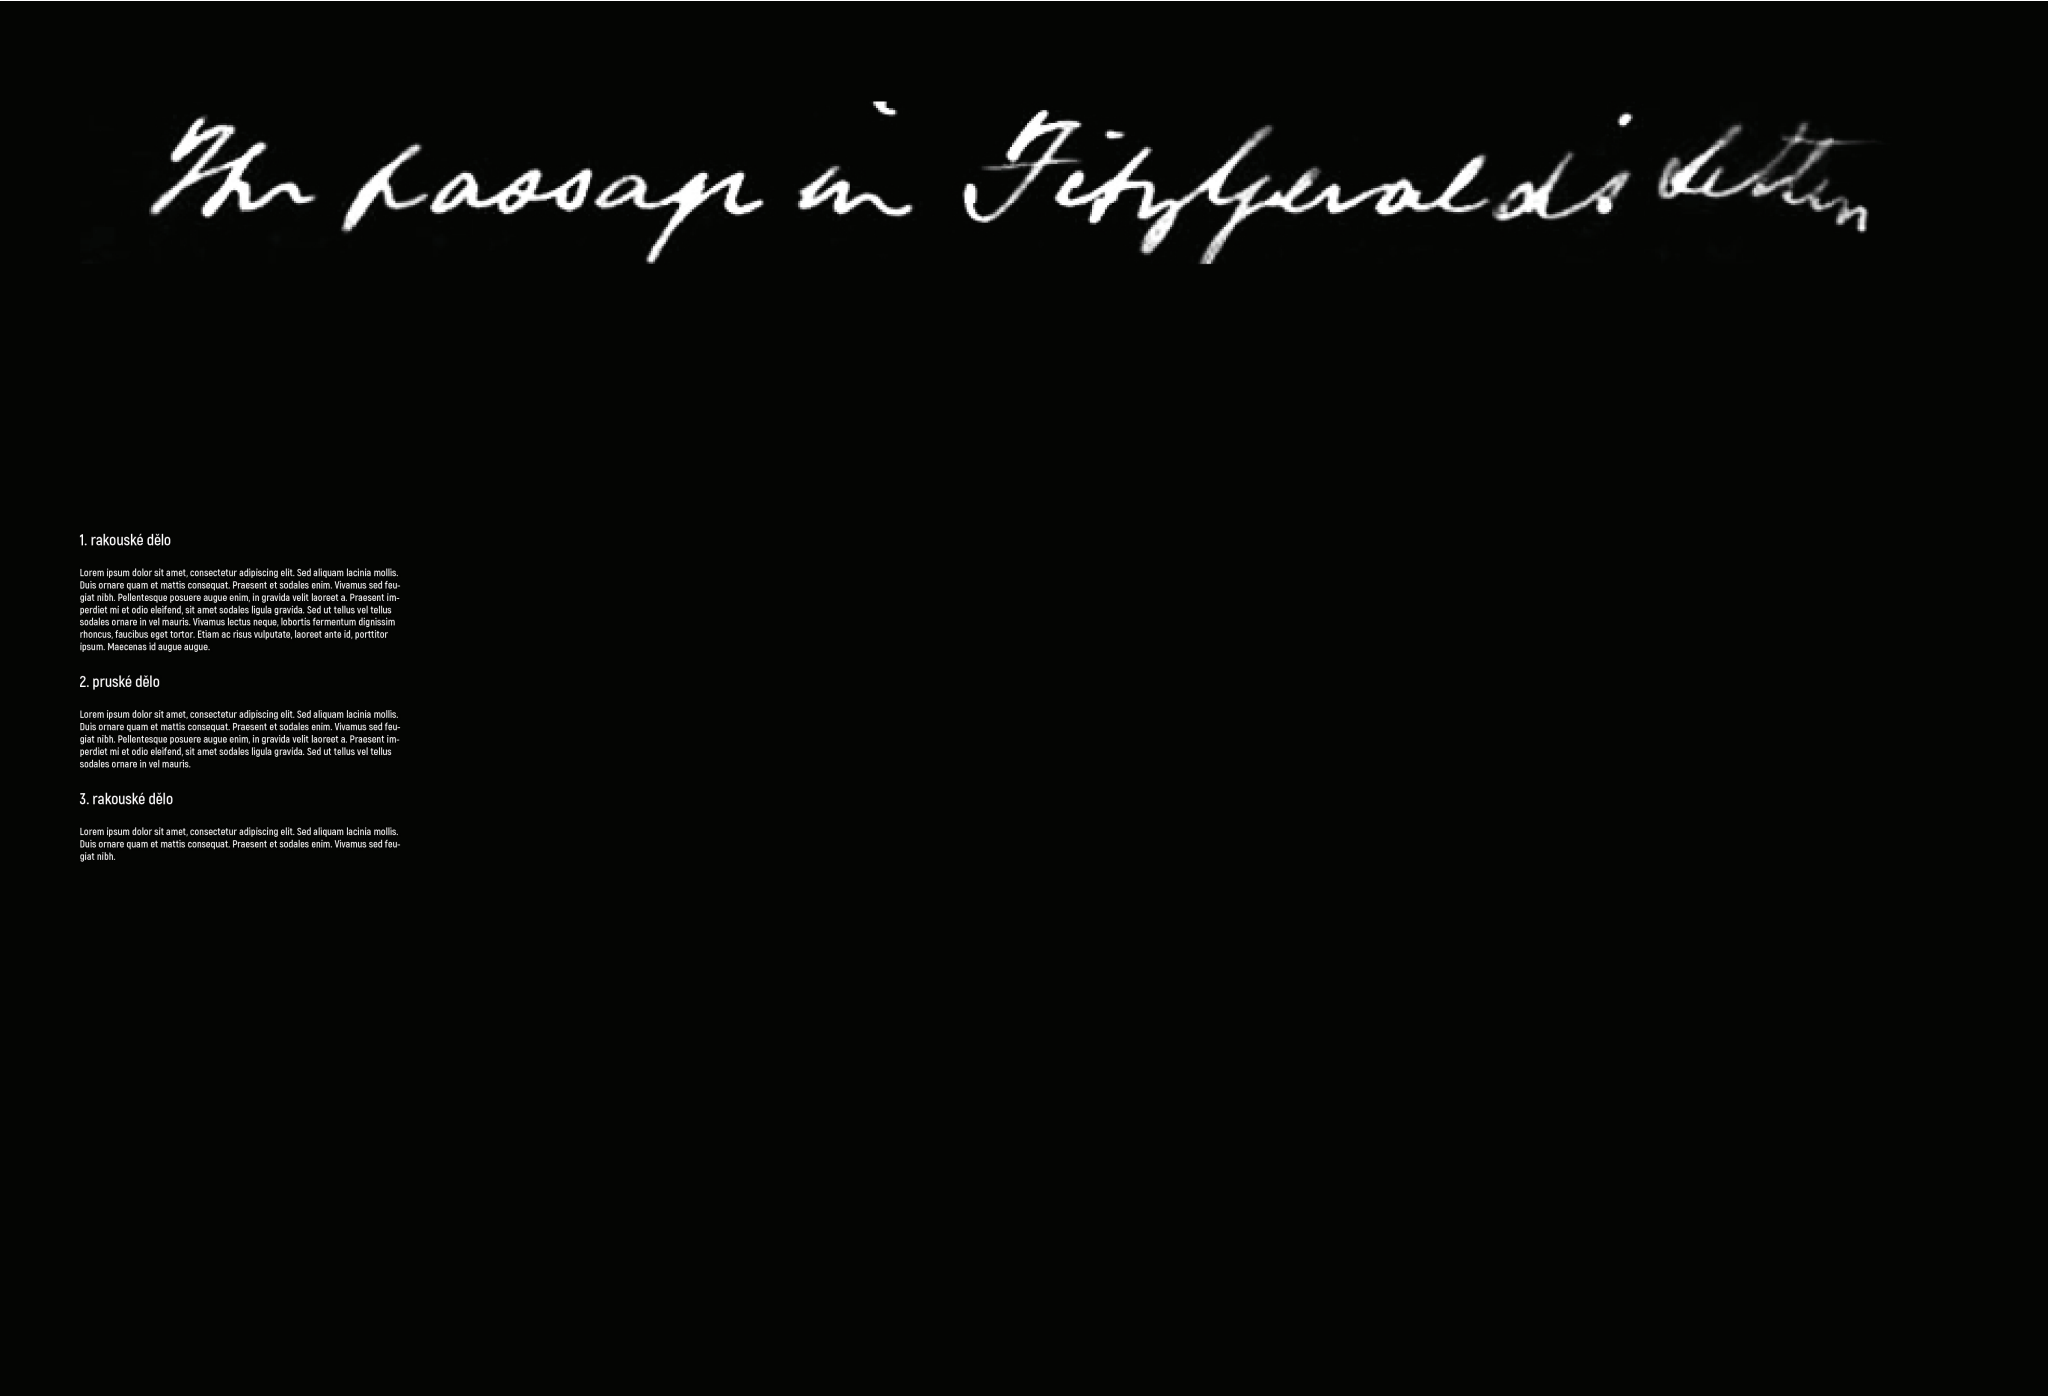 The passage in Fitzgerald's letters
1. rakouské dělo
Lorem ipsum dolor sit amet, consectetur adipiscing elit. Sed aliquam lacinia mollis.
Duis ornare quam et mattis consequat. Praesent et sodales enim. Vivamus sed feu-
giat nibh. Pellentesque posuere augue enim, in gravida velit laoreet a. Praesent im-
perdiet mi et odio eleifend, sit amet sodales ligula gravida. Sed ut tellus vel tellus
sodales ornare in vel mauris. Vivamus lectus neque, lobortis fermentum dignissim
rhoncus, faucibus eget tortor. Etiam ac risus vulputate, laoreet ante id, porttitor
ipsum. Maecenas id augue augue.
2. pruské dělo
Lorem ipsum dolor sit amet, consectetur adipiscing elit. Sed aliquam lacinia mollis.
Duis ornare quam et mattis consequat. Praesent et sodales enim. Vivamus sed feu-
giat nibh. Pellentesque posuere augue enim, in gravida velit laoreet a. Praesent im-
perdiet mi et odio eleifend, sit amet sodales ligula gravida. Sed ut tellus vel tellus
sodales ornare in vel mauris.
3. rakouské dělo
Lorem ipsum dolor sit amet, consectetur adipiscing elit. Sed aliquam lacinia mollis.
Duis ornare quam et mattis consequat. Praesent et sodales enim. Vivamus sed feu-
giat nibh.